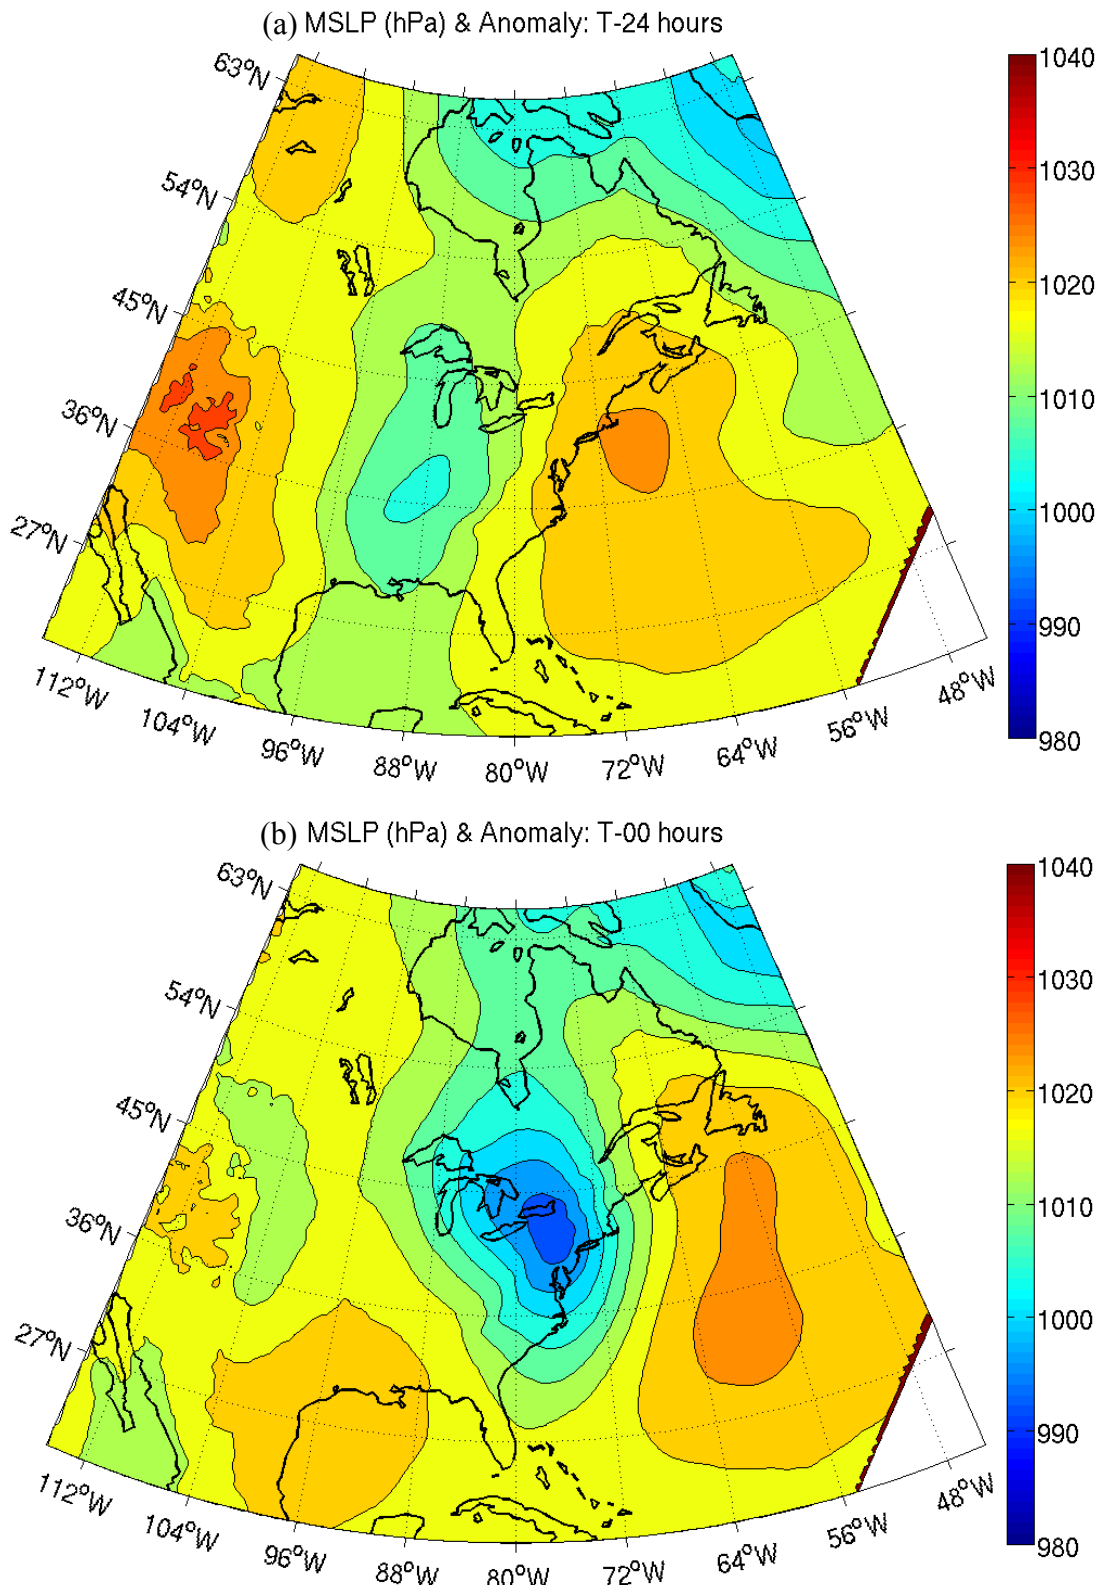 (a) MSLP (hPa) & Anomaly: T-24 hours
63°N
54°N
45°N
36°N
27°N
112°W
104°W
96°W
88°W
80°W
72°W
64°W
56°W
48°W
1040
1030
1020
1010
1000
990
980
(b) MSLP (hPa) & Anomaly: T-00 hours
63°N
54°N
45°N
36°N
27°N
112°W
104°W
96°W
88°W
80°W
72°W
64°W
56°W
48°W
1040
1030
1020
1010
1000
990
980